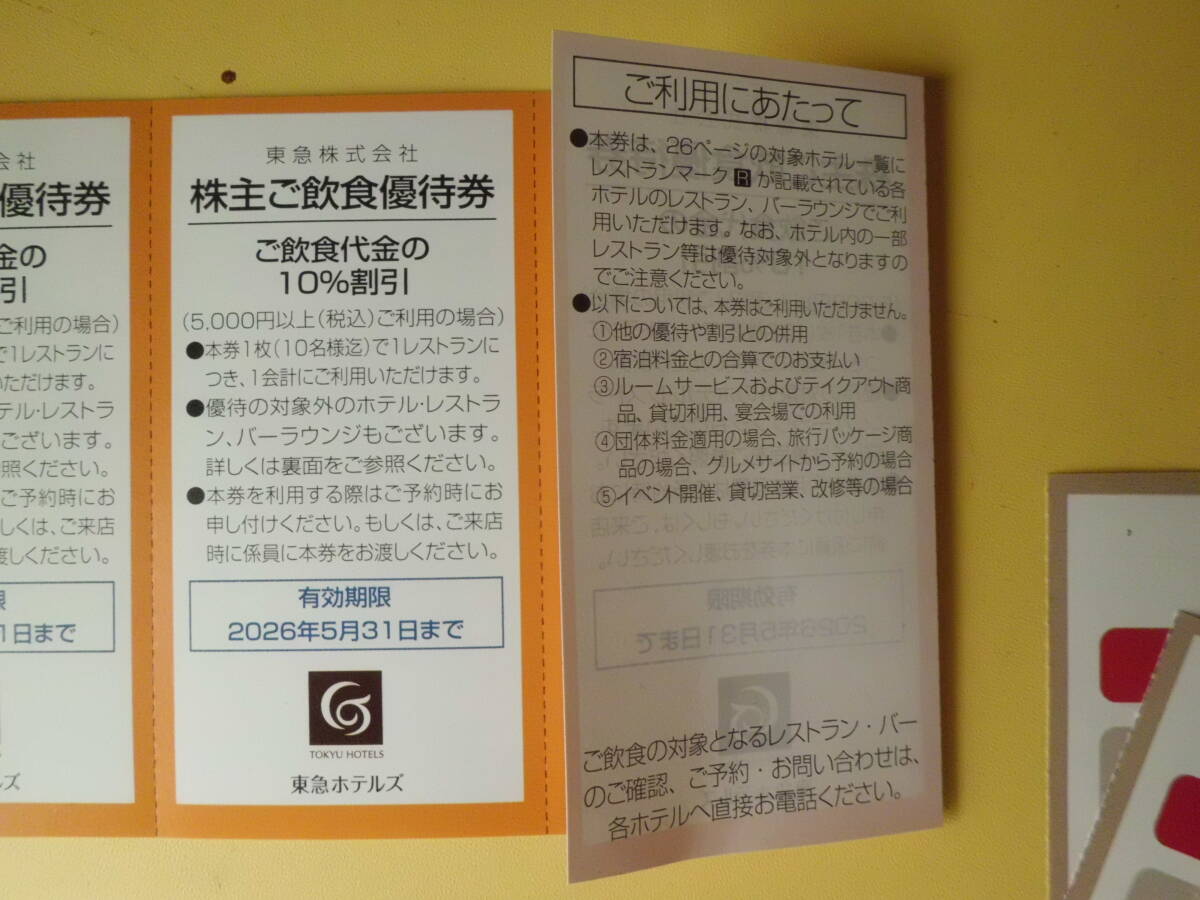 会社
優待券
金の
引
ご利用の場合)
で1レストランに
いただけます。
テル・レストラ
ございます。
照ください。
ご予約時にお
しくは、ご来店
渡しください。
限
1日まで
ルズ
東急株式会社
株主ご飲食優待券
ご飲食代金の
10%割引
(5,000円以上(税込)ご利用の場合)
●本券1枚(10名様迄)で1レストランに
つき、1会計にご利用いただけます。
●優待の対象外のホテル・レストラ
ン、バーラウンジもございます。
詳しくは裏面をご参照ください。
●本券を利用する際はご予約時にお
申し付けください。もしくは、ご来店
時に係員に本券をお渡しください。
有効期限
2026年5月31日まで
TOKYU HOTELS
東急ホテルズ
ご利用にあたって
●本券は、26ページの対象ホテル一覧に
レストランマーク R が記載されている各
ホテルのレストラン、バーラウンジでご利
用いただけます。なお、ホテル内の一部
レストラン等は優待対象外となりますの
でご注意ください。
●以下については、本券はご利用いただけません。
①他の優待や割引との併用
②宿泊料金との合算でのお支払い
③ルームサービスおよびテイクアウト商
品、貸切利用、宴会場での利用
④団体料金適用の場合、旅行パッケージ商
品の場合、グルメサイトから予約の場合
⑤イベント開催、貸切営業、改修等の場合
ご飲食の対象となるレストラン・バー
のご確認、ご予約・お問い合わせは、
各ホテルへ直接お電話ください。